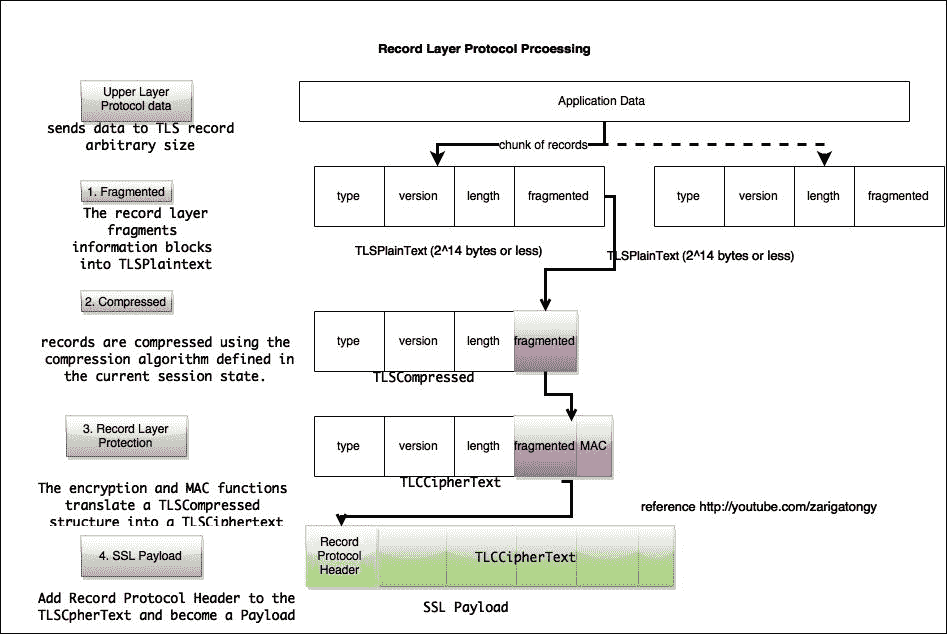 Record Layer Protocol Prcoessing
Upper Layer
Protocol data
sends data to TLS record
arbitrary size
Application Data
chunk of records
1. Fragmented
The record layer
fragments
information blocks
into TLSPlaintext
type version length fragmented
type version length fragmented
TLSPlainText (2^14 bytes or less)
TLSPlainText (2^14 bytes or less)
2. Compressed
records are compressed using the
compression algorithm defined in
the current session state.
type version length fragmented
TLSCompressed
3. Record Layer
Protection
The encryption and MAC functions
translate a TLSCompressed
structure into a TLSCiphertext
type version length fragmented MAC
TLCCipherText
reference http://youtube.com/zarigatongy
4. SSL Payload
Add Record Protocol Header to the
TLSCpherText and become a Payload
Record
Protocol
Header
TLCCipherText
SSL Payload